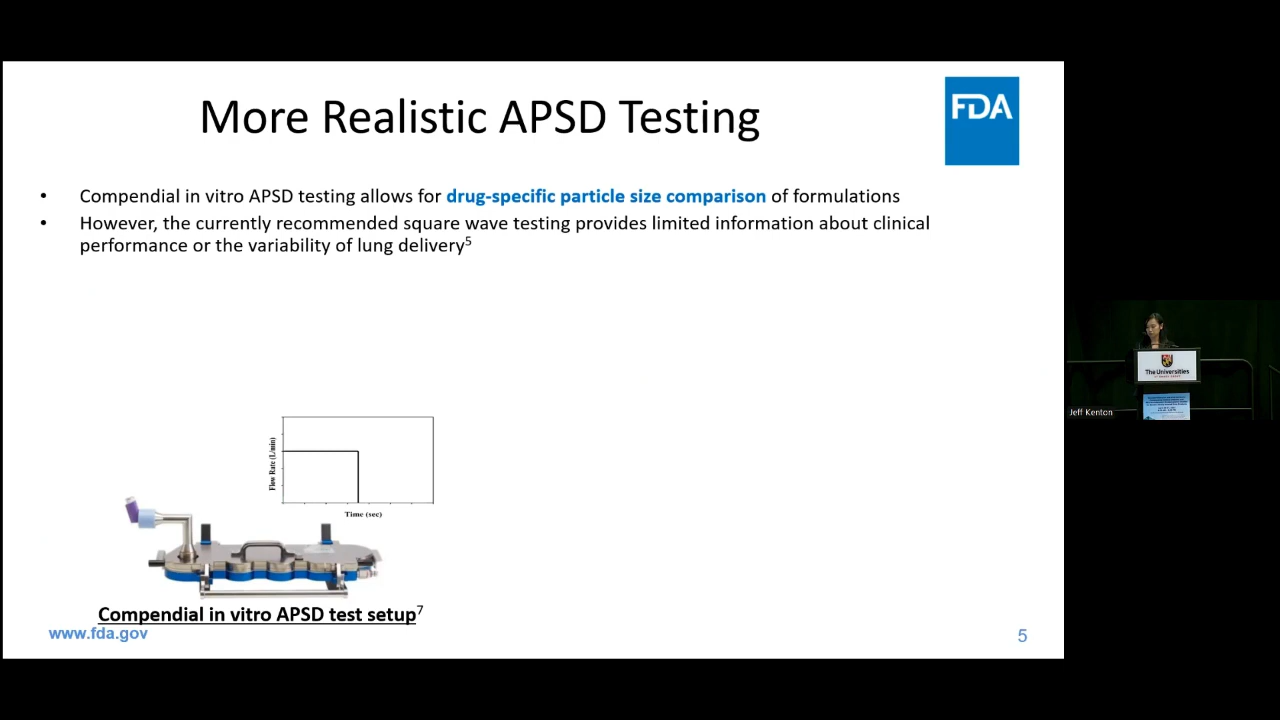 More Realistic APSD Testing
FDA
• Compendial in vitro APSD testing allows for drug-specific particle size comparison of formulations
• However, the currently recommended square wave testing provides limited information about clinical
performance or the variability of lung delivery5
Flow Rate (L/min)
Time (sec)
Compendial in vitro APSD test setup7
www.fda.gov
5
The Universities
Jeff Kenton